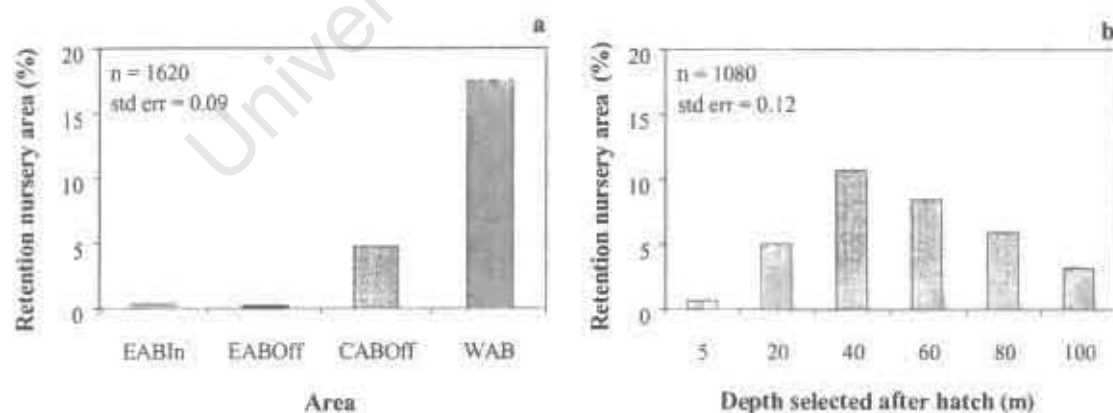 a
20
15
10
5
0
n = 1620
std err = 0.09
Retention nursery area (%)
EABIn EABOff CABOff WAB
Area
b
20
15
10
5
0
n = 1080
std err = 0.12
Retention nursery area (%)
5 20 40 60 80 100
Depth selected after hatch (m)
Univer